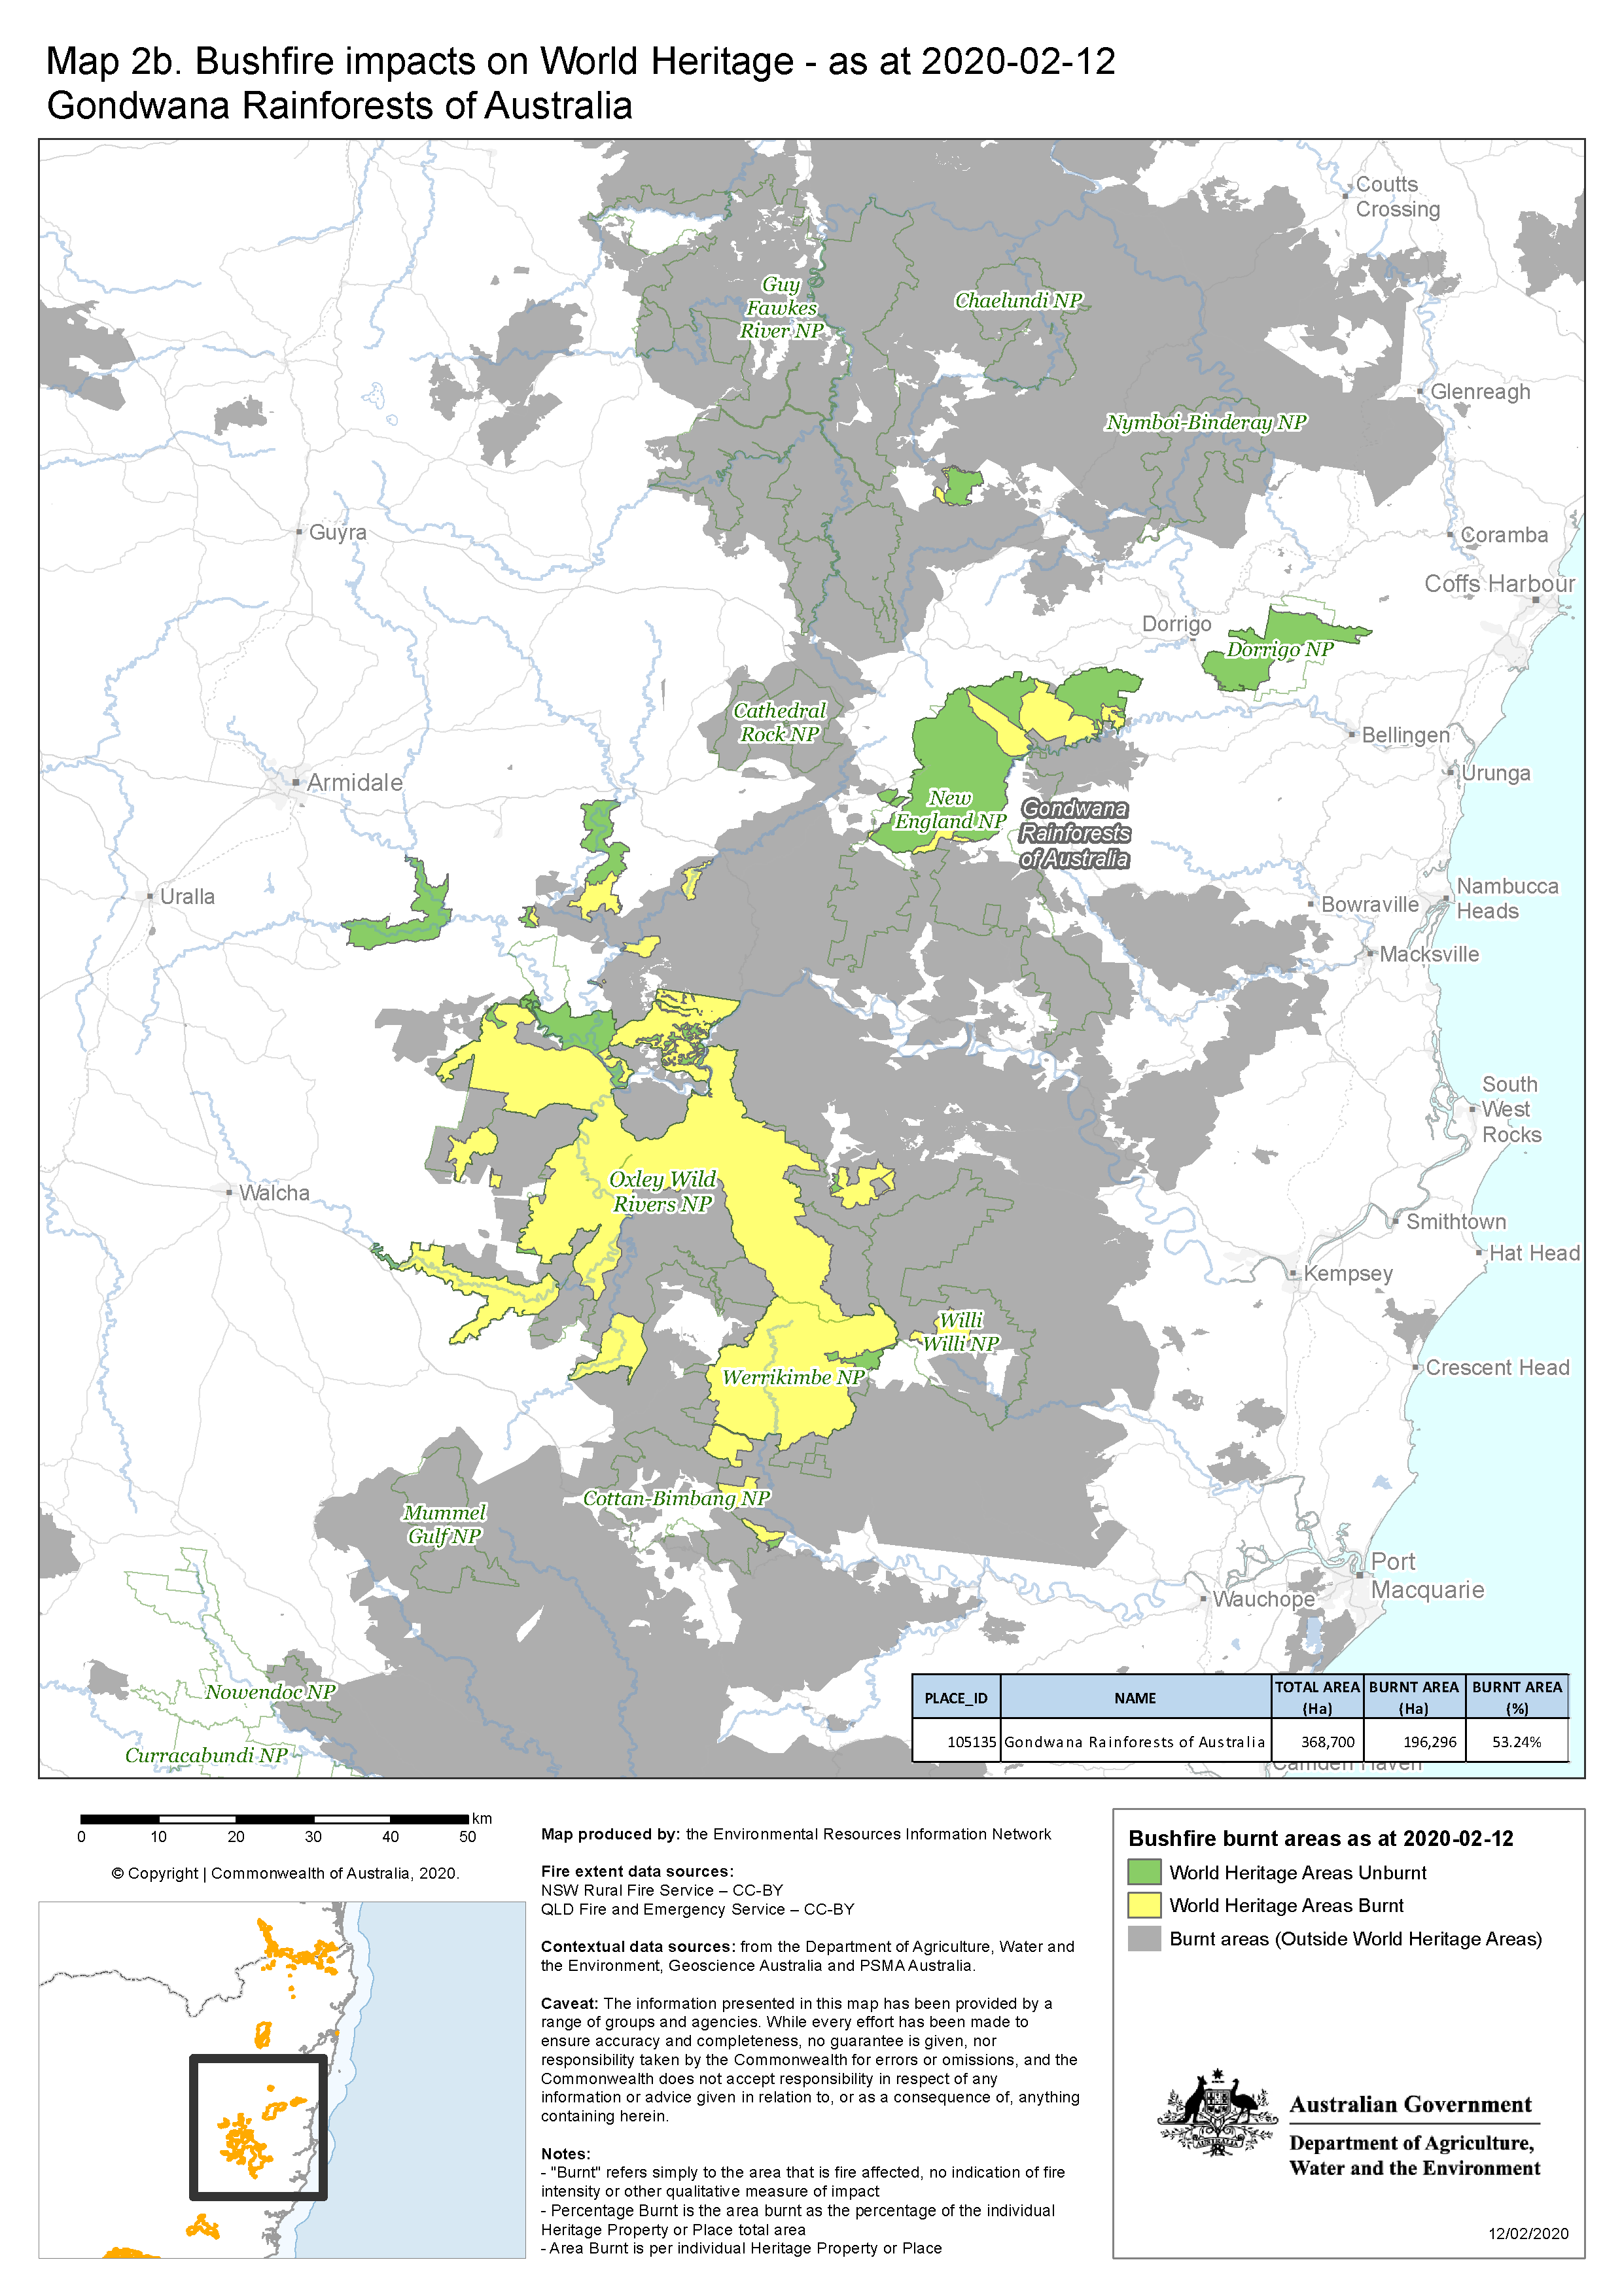 Map 2b. Bushfire impacts on World Heritage - as at 2020-02-12
Gondwana Rainforests of Australia
Coutts
Crossing
Guy
Fawkes
River NP
Chaelundi NP
Glenreagh
Nymboi-Binderay NP
Guyra
Coramba
Coffs Harbour
Dorrigo
Dorrigo NP
Cathedral
Rock NP
Bellingen
Urunga
Armidale
New
England NP
Gondwana
Rainforests
of Australia
Uralla
Nambucca
Heads
Bowraville
Macksville
South
West
Rocks
Oxley Wild
Rivers NP
Walcha
Smithtown
Hat Head
Kempsey
Willi
Willi NP
Crescent Head
Werrikimbe NP
Cottan-Bimbang NP
Mummel
Gulf NP
Port
Macquarie
Wauchope
Nowendoc NP
Curracabundi NP
PLACE_ID NAME TOTAL AREA (Ha) BURNT AREA (Ha) BURNT AREA (%)
105135 Gondwana Rainforests of Australia 368,700 196,296 53.24%
Camden Haven
km
0 10 20 30 40 50
© Copyright | Commonwealth of Australia, 2020.
Map produced by: the Environmental Resources Information Network
Fire extent data sources:
NSW Rural Fire Service – CC-BY
QLD Fire and Emergency Service – CC-BY
Contextual data sources: from the Department of Agriculture, Water and
the Environment, Geoscience Australia and PSMA Australia.
Caveat: The information presented in this map has been provided by a
range of groups and agencies. While every effort has been made to
ensure accuracy and completeness, no guarantee is given, nor
responsibility taken by the Commonwealth for errors or omissions, and the
Commonwealth does not accept responsibility in respect of any
information or advice given in relation to, or as a consequence of, anything
containing herein.
Notes:
- "Burnt" refers simply to the area that is fire affected, no indication of fire
intensity or other qualitative measure of impact
- Percentage Burnt is the area burnt as the percentage of the individual
Heritage Property or Place total area
- Area Burnt is per individual Heritage Property or Place
Bushfire burnt areas as at 2020-02-12
World Heritage Areas Unburnt
World Heritage Areas Burnt
Burnt areas (Outside World Heritage Areas)
AUSTRALIA
Australian Government
Department of Agriculture,
Water and the Environment
12/02/2020